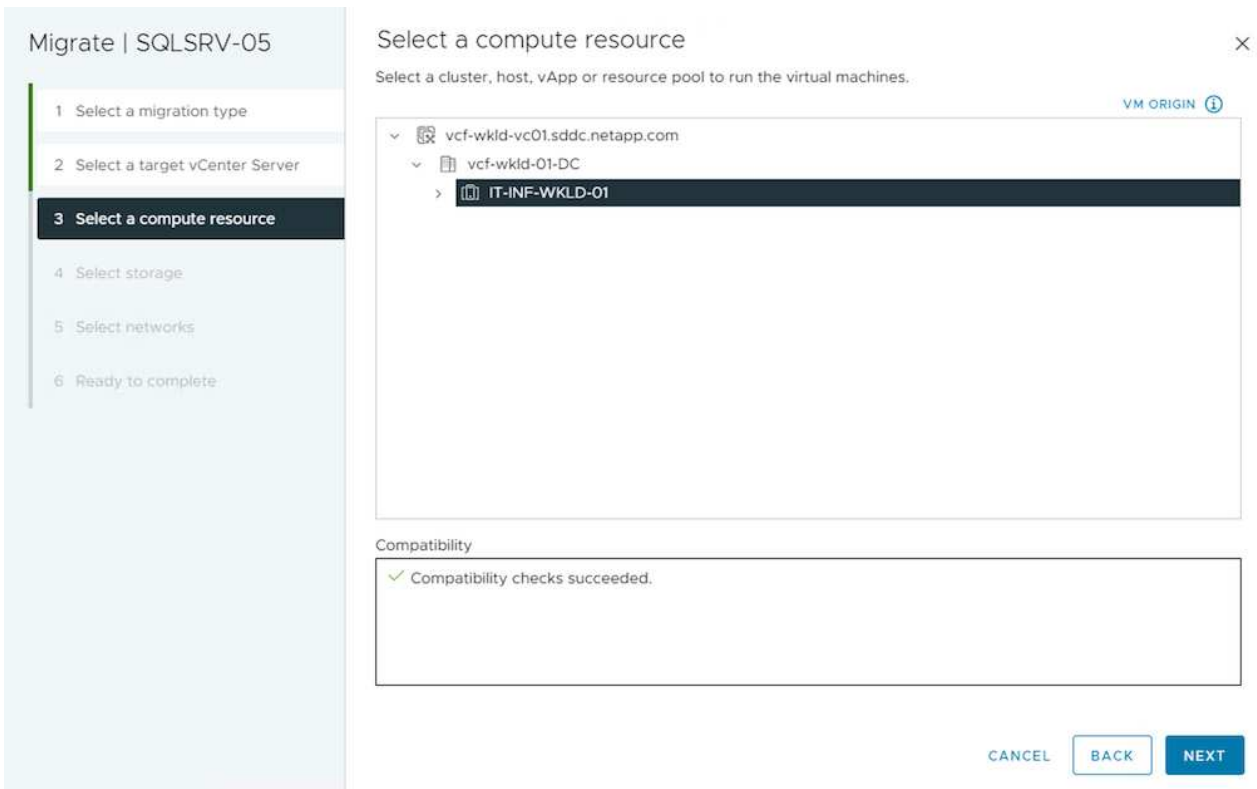 Migrate | SQLSRV-05
1 Select a migration type
2 Select a target vCenter Server
3 Select a compute resource
4 Select storage
5 Select networks
6 Ready to complete
Select a compute resource
Select a cluster, host, vApp or resource pool to run the virtual machines.
VM ORIGIN
vcf-wkld-vc01.sddc.netapp.com
vcf-wkld-01-DC
IT-INF-WKLD-01
Compatibility
Compatibility checks succeeded.
CANCEL
BACK
NEXT